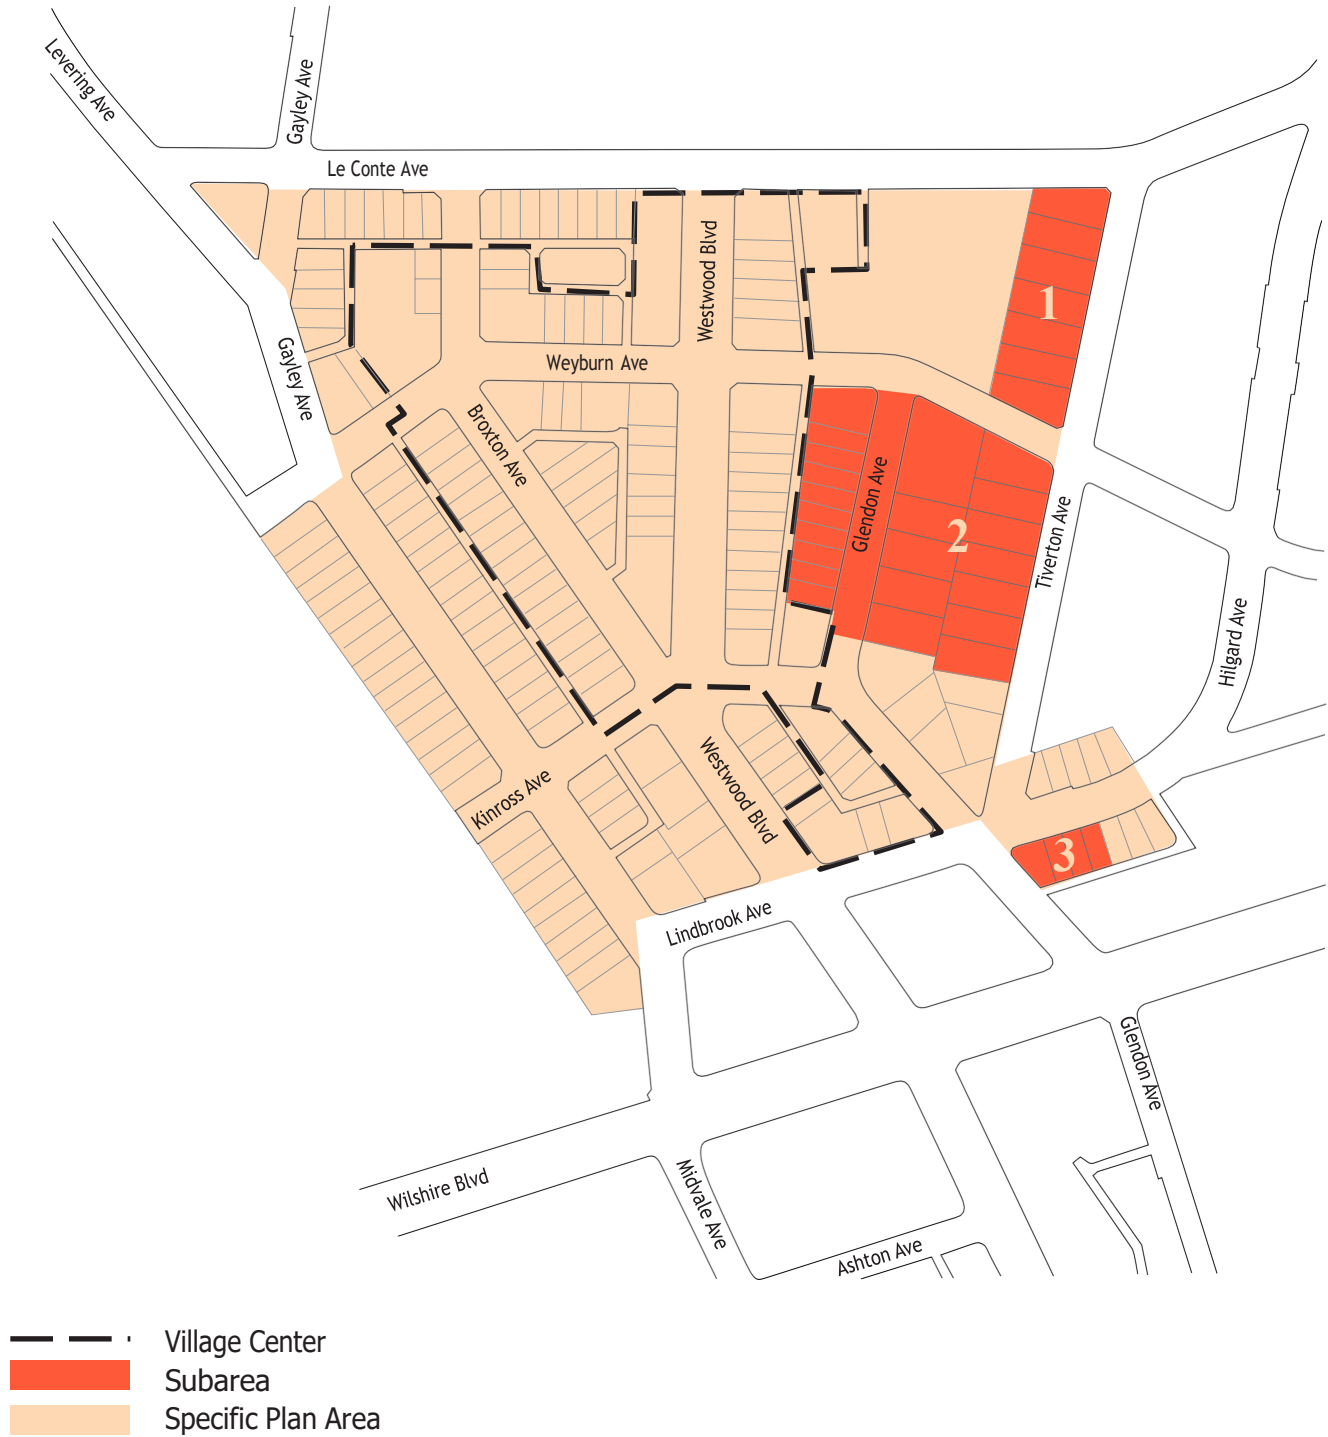 Levering Ave
Gayley Ave
Le Conte Ave
Westwood Blvd
1
Gayley Ave
Weyburn Ave
Broxton Ave
Glendon Ave
2
Tiverton Ave
Hilgard Ave
Kinross Ave
Westwood Blvd
3
Lindbrook Ave
Glendon Ave
Wilshire Blvd
Midvale Ave
Ashton Ave
Village Center
Subarea
Specific Plan Area